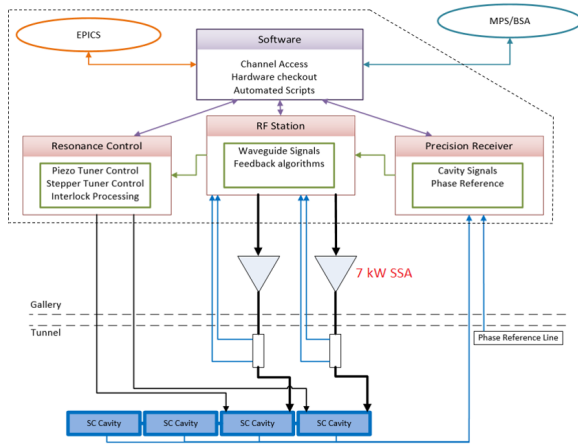 EPICS
MPS/BSA
Software
Channel Access
Hardware checkout
Automated Scripts
Resonance Control
Piezo Tuner Control
Stepper Tuner Control
Interlock Processing
RF Station
Waveguide Signals
Feedback algorithms
Precision Receiver
Cavity Signals
Phase Reference
7 kW SSA
Gallery
Tunnel
Phase Reference Line
SC Cavity
SC Cavity
SC Cavity
SC Cavity